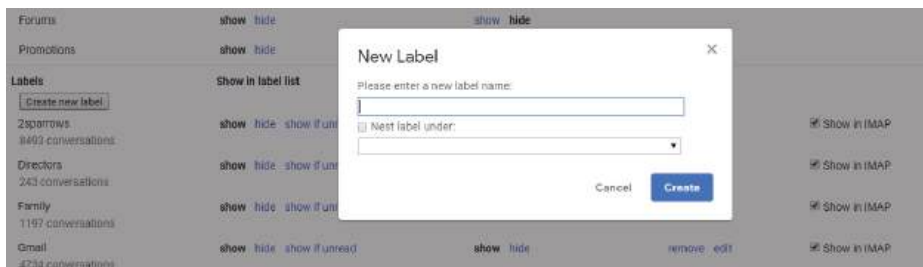 Forums show hide show hide
Promotions show hide
New Label
Labels Show in label list
Please enter a new label name:
Create new label
2sparrows show hide show if unr Nest label under: Show in IMAP
8493 conversations
Directors show hide show if unr Show in IMAP
243 conversations
Cancel Create
Family show hide show if unr Show in IMAP
1197 conversations
Gmail show hide show if unread show hide remove edit Show in IMAP
4734 conversations